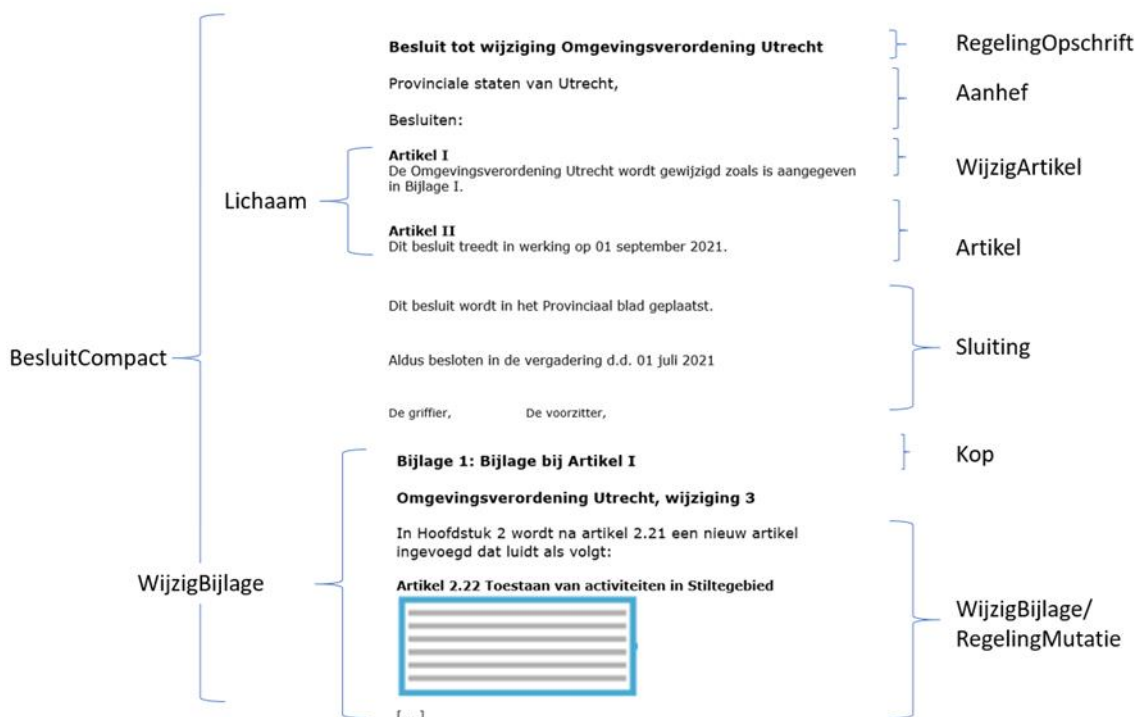 Besluit tot wijziging Omgevingsverordening Utrecht
RegelingOpschrift
Provinciale staten van Utrecht,
Aanhef
Besluiten:
Artikel I
De Omgevingsverordening Utrecht wordt gewijzigd zoals is aangegeven
in Bijlage I.
WijzigArtikel
Lichaam
Artikel II
Dit besluit treedt in werking op 01 september 2021.
Artikel
Dit besluit wordt in het Provinciaal blad geplaatst.
BesluitCompact
Aldus besloten in de vergadering d.d. 01 juli 2021
Sluiting
De griffier, De voorzitter,
Bijlage 1: Bijlage bij Artikel I
Kop
Omgevingsverordening Utrecht, wijziging 3
In Hoofdstuk 2 wordt na artikel 2.21 een nieuw artikel
ingevoegd dat luidt als volgt:
WijzigBijlage
Artikel 2.22 Toestaan van activiteiten in Stiltegebied
WijzigBijlage/
RegelingMutatie